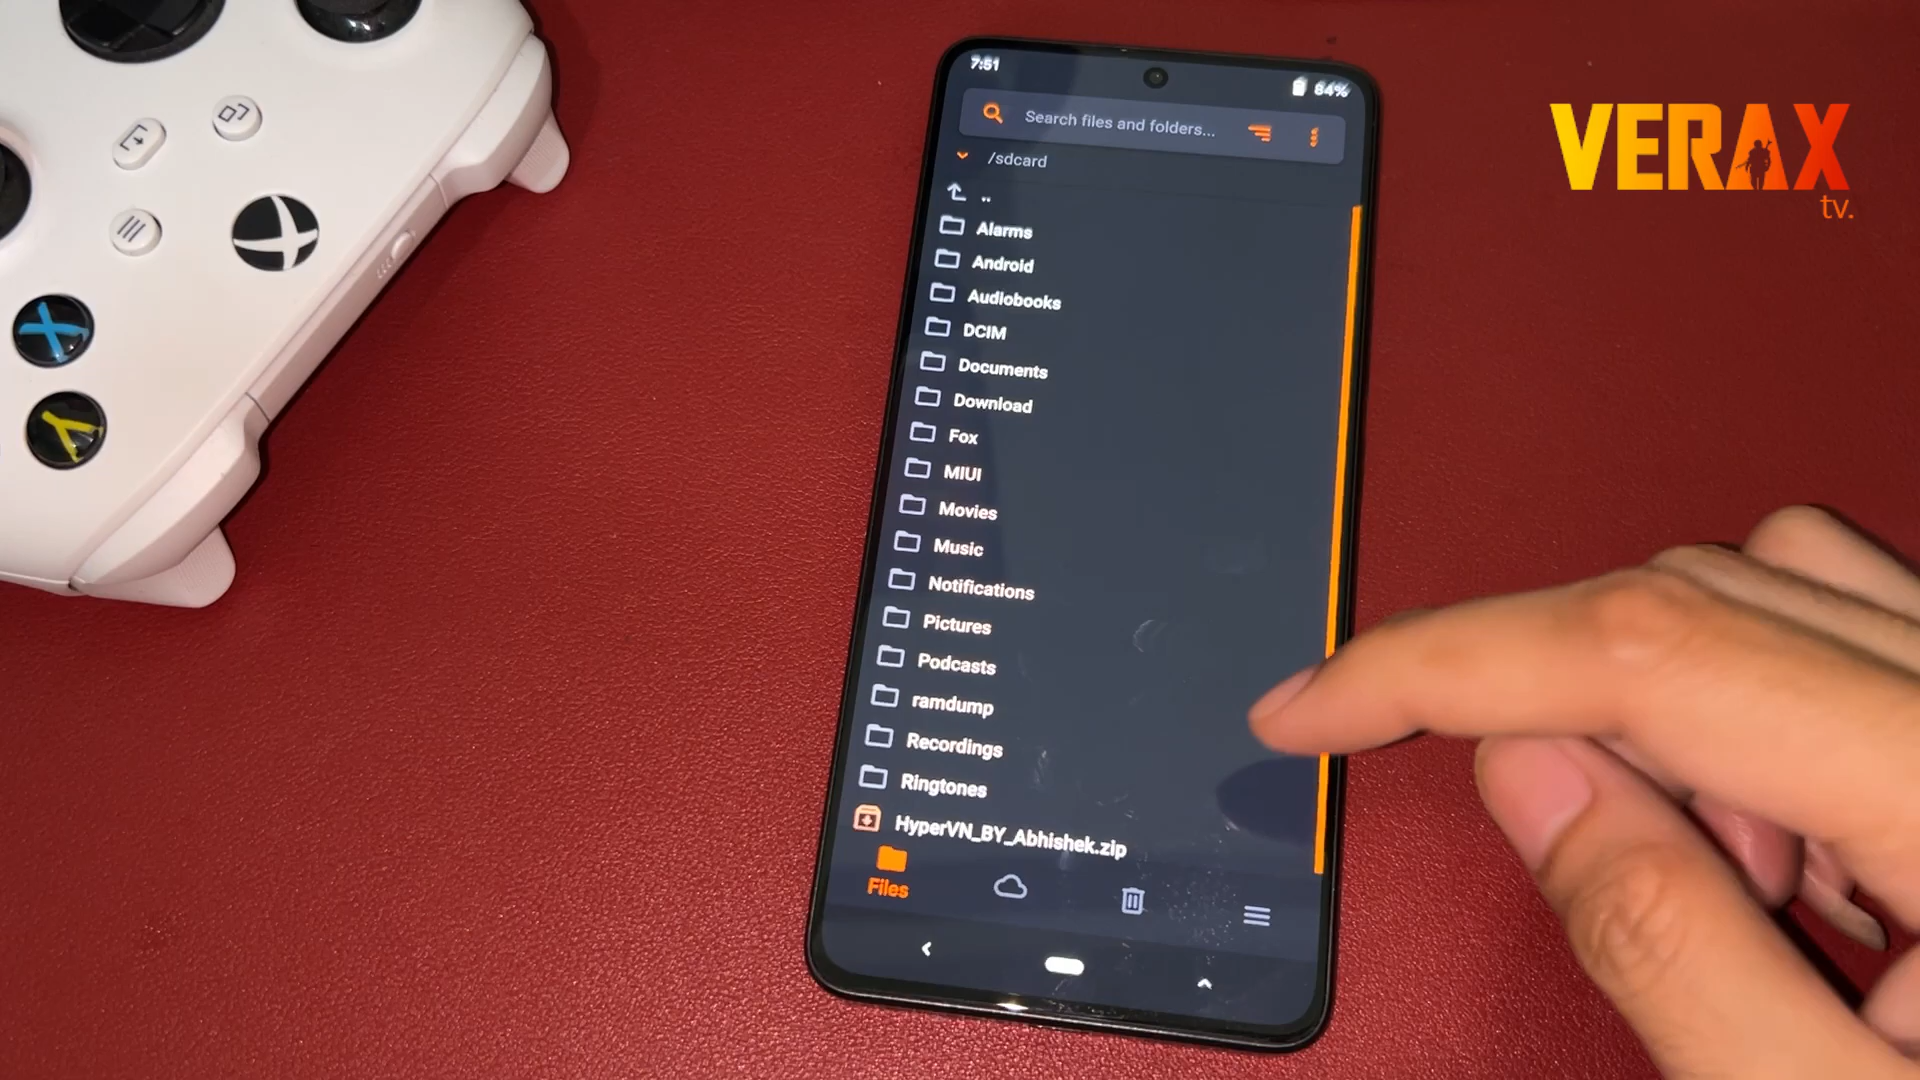 VERAX
tv.
7:51
84%
Search files and folders...
/sdcard
..
Alarms
Android
Audiobooks
DCIM
Documents
Download
Fox
MIUI
Movies
Music
Notifications
Pictures
Podcasts
ramdump
Recordings
Ringtones
HyperVN_BY_Abhishek.zip
Files
X
Y